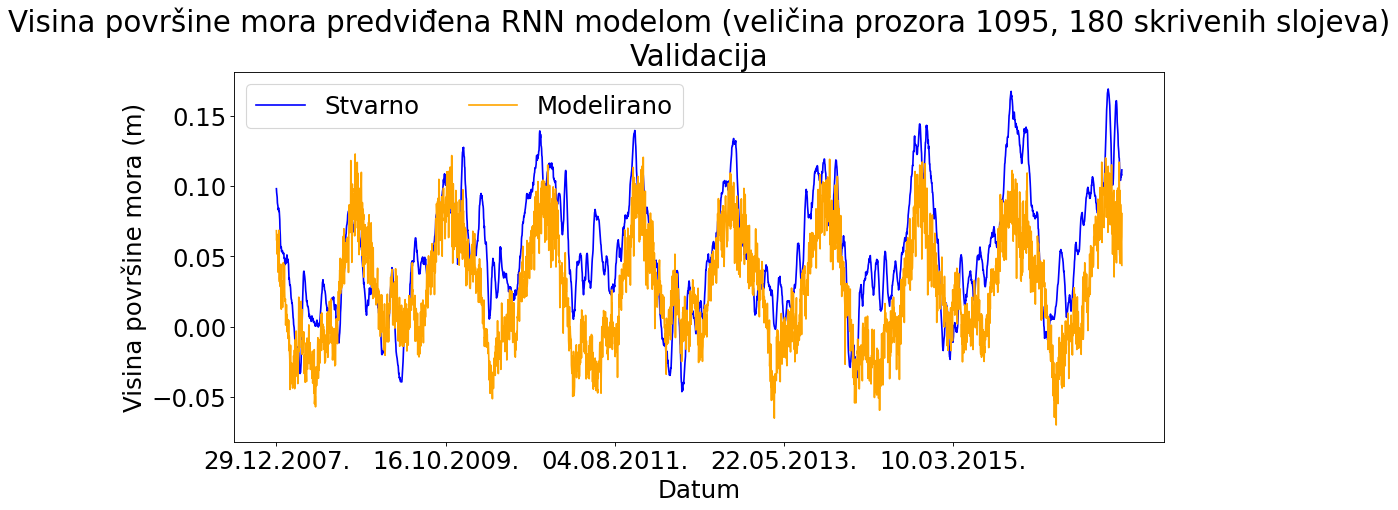 Visina površine mora predviđena RNN modelom (veličina prozora 1095, 180 skrivenih slojeva)
Validacija
Stvarno
Modelirano
Visina površine mora (m)
0.15
0.10
0.05
0.00
−0.05
29.12.2007.
16.10.2009.
04.08.2011.
22.05.2013.
10.03.2015.
Datum